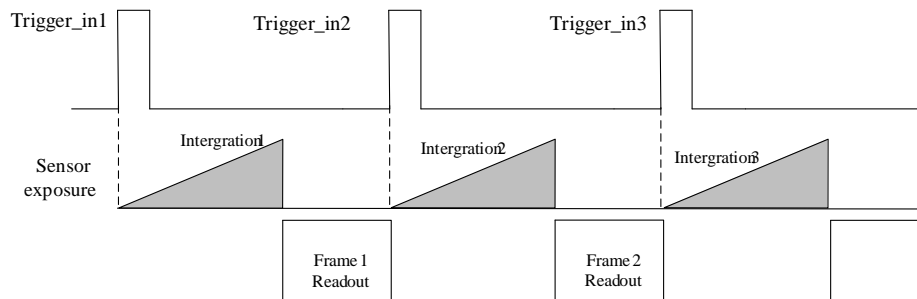 Trigger_in1
Trigger_in2
Trigger_in3
Sensor
exposure
Intergration1
Intergration2
Intergration3
Frame 1
Readout
Frame 2
Readout